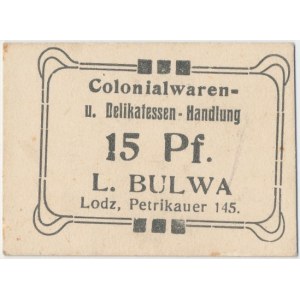 Colonialwaren-
u. Delikatessen-Handlung
15 Pf.
L. BULWA
Lodz, Petrikauer 145.